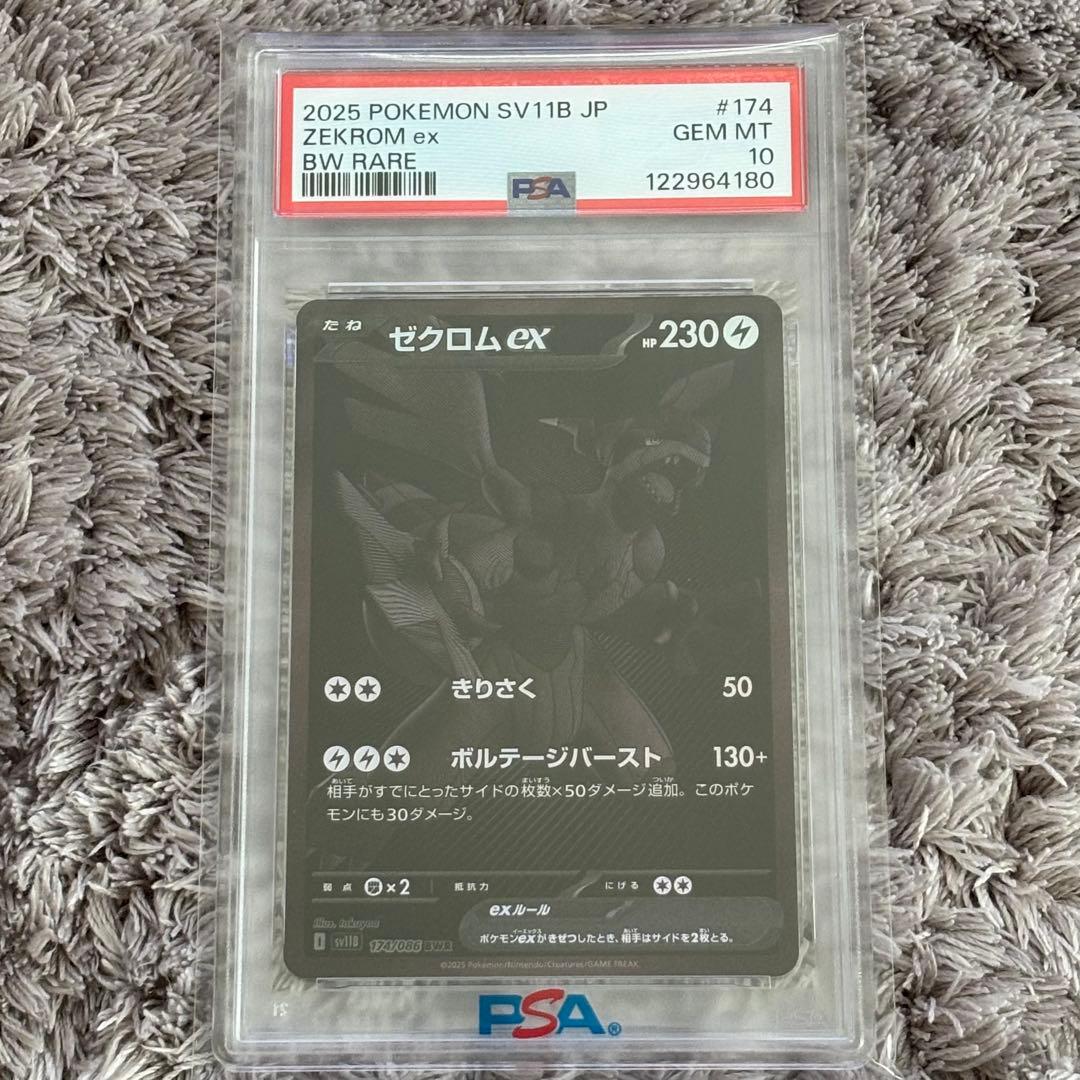 2025 POKEMON SV11B JP #174
ZEKROM ex GEM MT
BW RARE 10
122964180
PSA
たね ゼクロムex HP 230
きりさく 50
ボルテージバースト 130+
相手がすでにとったサイドの枚数×50ダメージ追加。このポケ
モンにも30ダメージ。
弱点 ×2 抵抗力 にげる
exルール
ポケモンexがきぜつしたとき、相手はサイドを2枚とる。
illus. takuyoa
I sv11B 174/086 BWR
©2025 Pokémon/Nintendo/Creatures/GAME FREAK.
PSA®